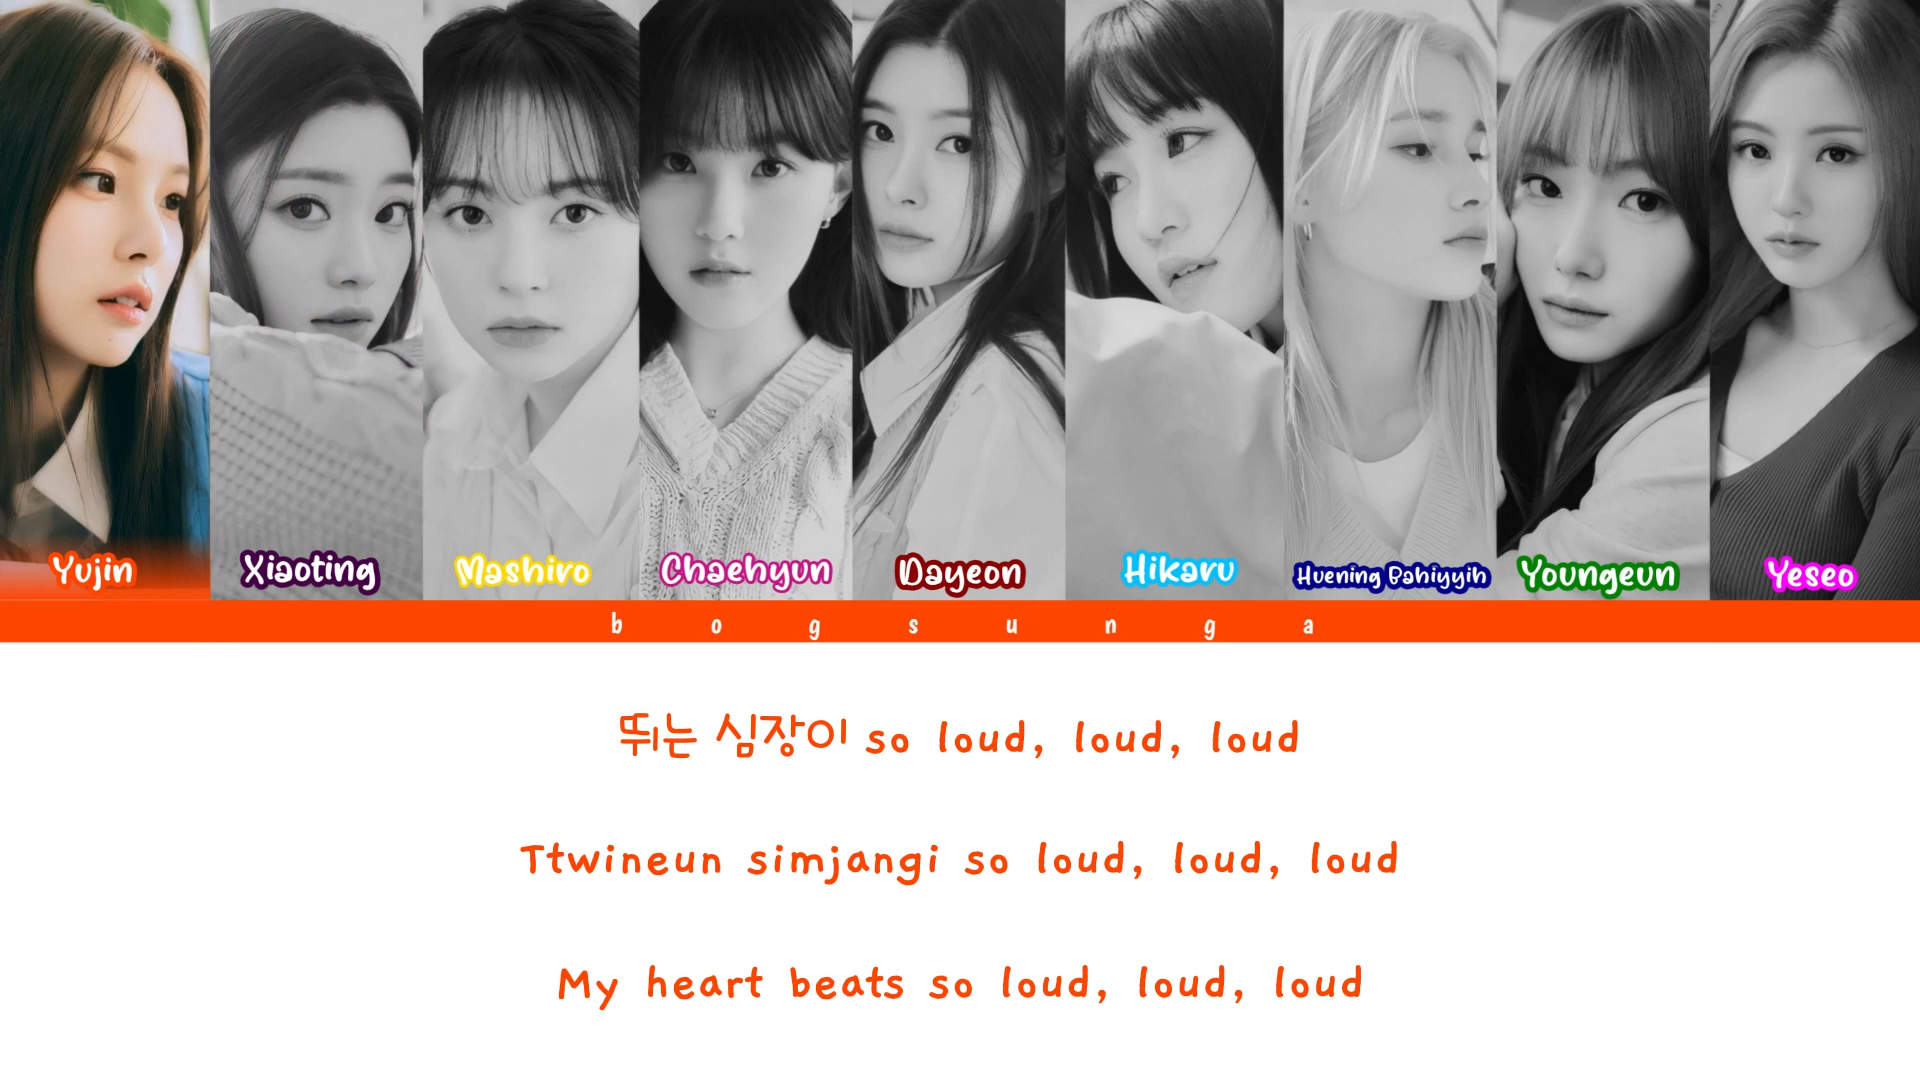 Yujin Xiaoting Mashiro Chaehyun Dayeon Hikaru Huening Bahiyyih Youngeun Yeseo
b o g s u n g a
뛰는 심장이 so loud, loud, loud
Ttwineun simjangi so loud, loud, loud
My heart beats so loud, loud, loud